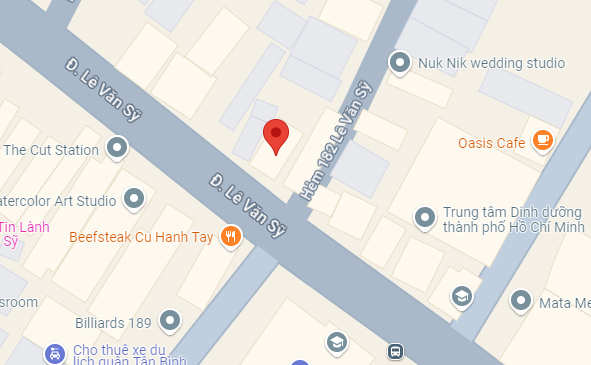 Đ. Lê Văn Sỹ
Nuk Nik wedding studio
Hẻm 182 Lê Văn Sỹ
Oasis Cafe
The Cut Station
Đ. Lê Văn Sỹ
atercolor Art Studio
Trung tâm Dinh dưỡng
thành phố Hồ Chí Minh
Tin Lành
Sỹ
Beefsteak Cu Hanh Tay
sroom
Mata Me
Billiards 189
Cho thuê xe du
lịch quận Tân Bình